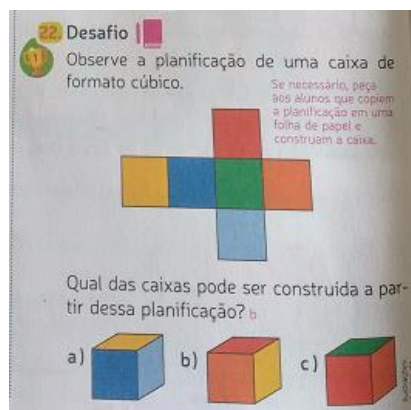 22. Desafio
Observe a planificação de uma caixa de
formato cúbico.
Se necessário, peça
aos alunos que copiem
a planificação em uma
folha de papel e
construam a caixa.
Qual das caixas pode ser construída a par-
tir dessa planificação? b
a)
b)
c)